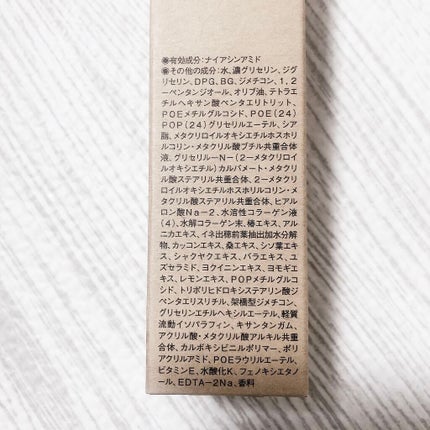 ●有効成分：ナイアシンアミド
●その他の成分：水、濃グリセリン、ジグ
リセリン、DPG、BG、ジメチコン、1，2
ーペンタンジオール、オリブ油、テトラエ
チルヘキサン酸ペンタエリトリット、
POEメチルグルコシド、POE（24）
POP（24）グリセリルエーテル、シア
脂、メタクリロイルオキシエチルホスホリ
ルコリン・メタクリル酸ブチル共重合体
液、グリセリルーN−（2ーメタクリロイ
ルオキシエチル）カルバメート・メタクリ
ル酸ステアリル共重合体、2ーメタクリ
ロイルオキシエチルホスホリルコリン・メ
タクリル酸ステアリル共重合体、ヒアル
ロン酸Na−2、水溶性コラーゲン液
（4）、水解コラーゲン末、椿エキス、アル
ニカエキス、イネ出穂前葉抽出加水分解
物、カッコンエキス、桑エキス、シソ葉エキ
ス、シャクヤクエキス、バラエキス、ユ
ズセラミド、ヨクイニンエキス、ヨモギエ
キス、レモンエキス、POPメチルグルコ
シド、トリポリヒドロキシステアリン酸ジ
ペンタエリスリチル、架橋型ジメチコン、
グリセリンエチルヘキシルエーテル、軽質
流動イソパラフィン、キサンタンガム、
アクリル酸・メタクリル酸アルキル共重
合体、カルボキシビニルポリマー、ポリ
アクリルアミド、POEラウリルエーテル、
ビタミンE、水酸化K、フェノキシエタノ
ール、EDTA−2Na、香料